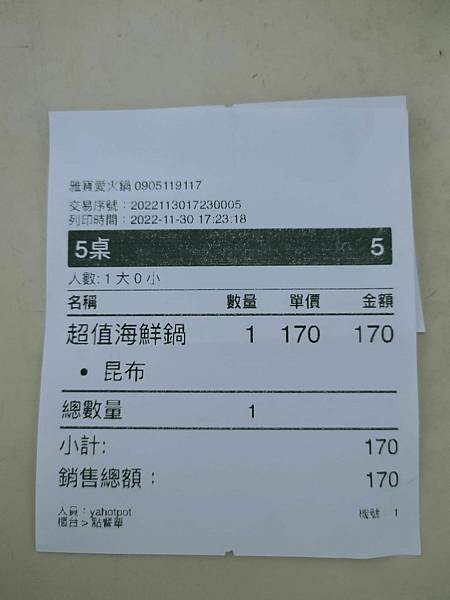 雅寶愛火鍋 0905119117
交易序號：2022113017230005
列印時間：2022-11-30 17:23:18
5桌 5
人數: 1 大 0 小
名稱 數量 單價 金額
超值海鮮鍋 1 170 170
• 昆布
總數量 1
小計: 170
銷售總額： 170
人員：yahotpot 機號 1
櫃台 > 點餐單